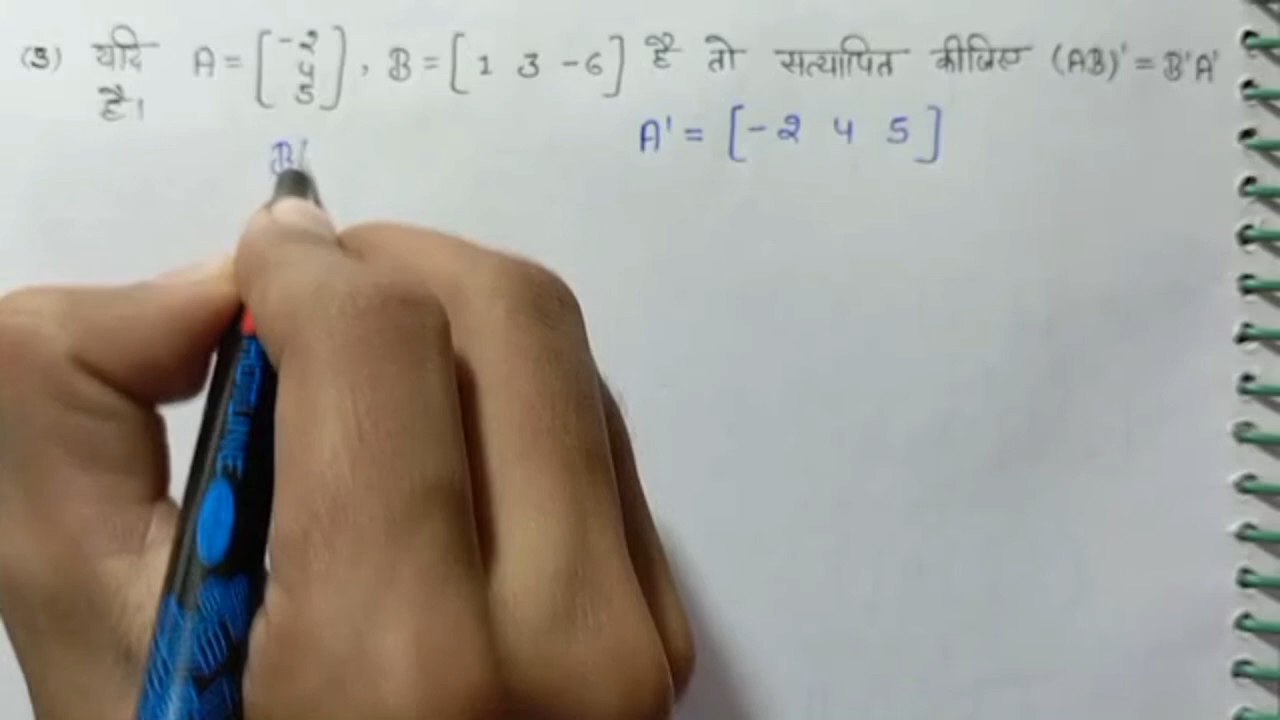 (3) यदि A = [-2 4 5], B = [1 3 -6] है तो सत्यापित कीजिए (AB)' = B'A'
है।
A' = [-2 4 5]
B'